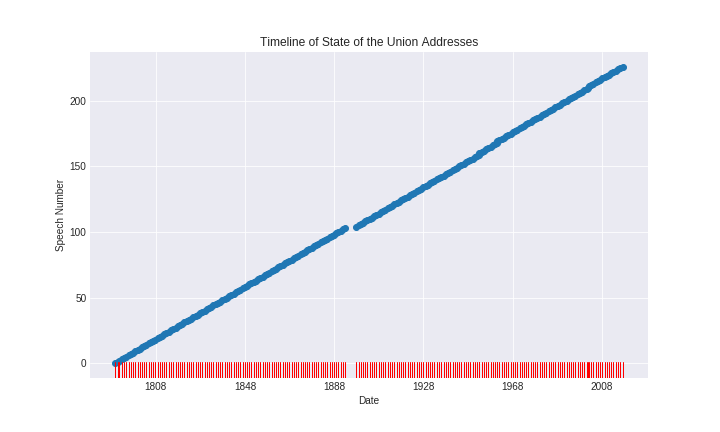 Timeline of State of the Union Addresses
Speech Number
200
150
100
50
0
1808 1848 1888 1928 1968 2008
Date